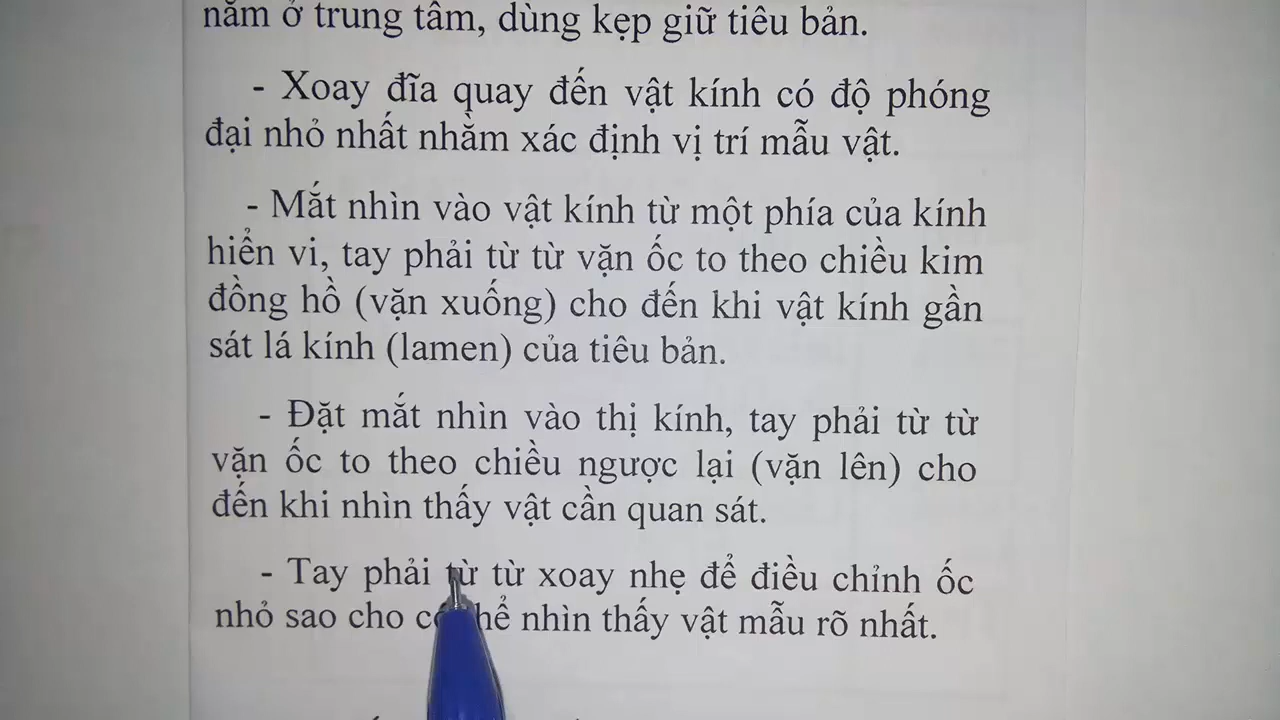 nằm ở trung tâm, dùng kẹp giữ tiêu bản.
- Xoay đĩa quay đến vật kính có độ phóng
đại nhỏ nhất nhằm xác định vị trí mẫu vật.
- Mắt nhìn vào vật kính từ một phía của kính
hiển vi, tay phải từ từ vặn ốc to theo chiều kim
đồng hồ (vặn xuống) cho đến khi vật kính gần
sát lá kính (lamen) của tiêu bản.
- Đặt mắt nhìn vào thị kính, tay phải từ từ
vặn ốc to theo chiều ngược lại (vặn lên) cho
đến khi nhìn thấy vật cần quan sát.
- Tay phải từ từ xoay nhẹ để điều chỉnh ốc
nhỏ sao cho có thể nhìn thấy vật mẫu rõ nhất.